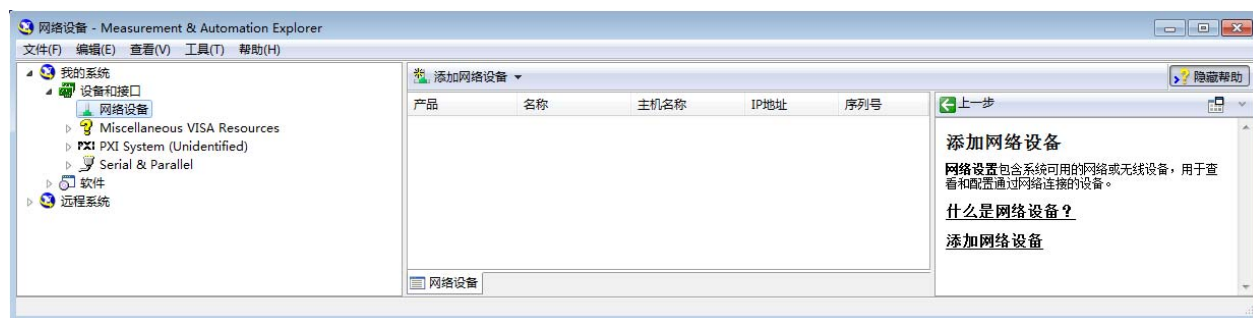 网络设备 - Measurement & Automation Explorer
文件(F) 编辑(E) 查看(V) 工具(T) 帮助(H)
我的系统
设备和接口
网络设备
Miscellaneous VISA Resources
PXI PXI System (Unidentified)
Serial & Parallel
软件
远程系统
添加网络设备
隐藏帮助
产品 名称 主机名称 IP地址 序列号
网络设备
上一步
添加网络设备
网络设置包含系统可用的网络或无线设备，用于查
看和配置通过网络连接的设备。
什么是网络设备？
添加网络设备